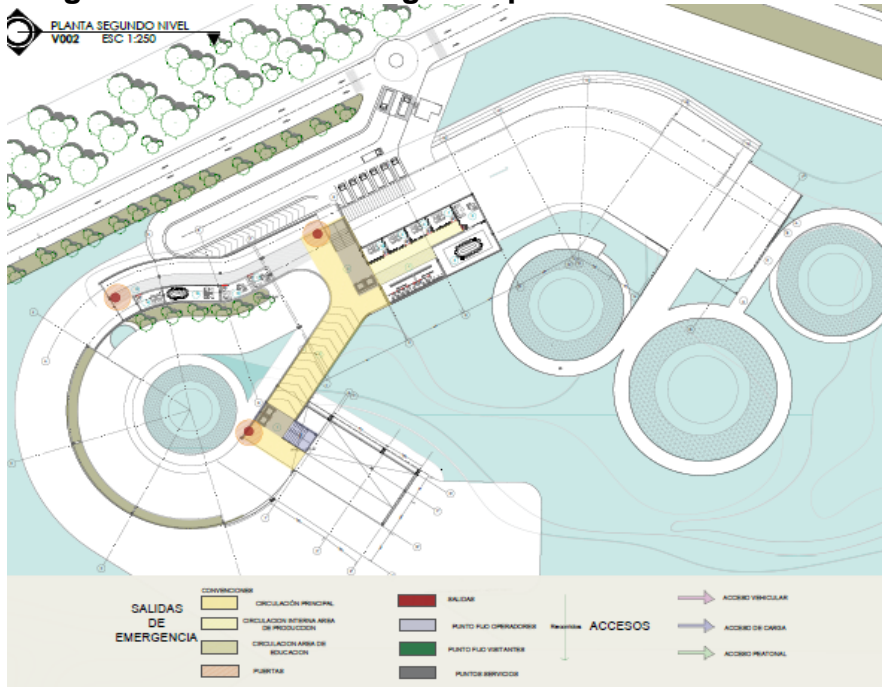 PLANTA SEGUNDO NIVEL
V002 ESC 1:250
SALIDAS
DE
EMERGENCIA
CONVENCIONES
CIRCULACIÓN PRINCIPAL
CIRCULACION INTERNA AREA
DE PRODUCCION
CIRCULACION AREA DE
EDUCACION
PUERTAS
SALIDAS
PUNTO FIJO OPERADORES
PUNTO FIJO VISITANTES
PUNTOS SERVICIOS
Recorridos
ACCESOS
ACCESO VEHICULAR
ACCESO DE CARGA
ACCESO PEATONAL